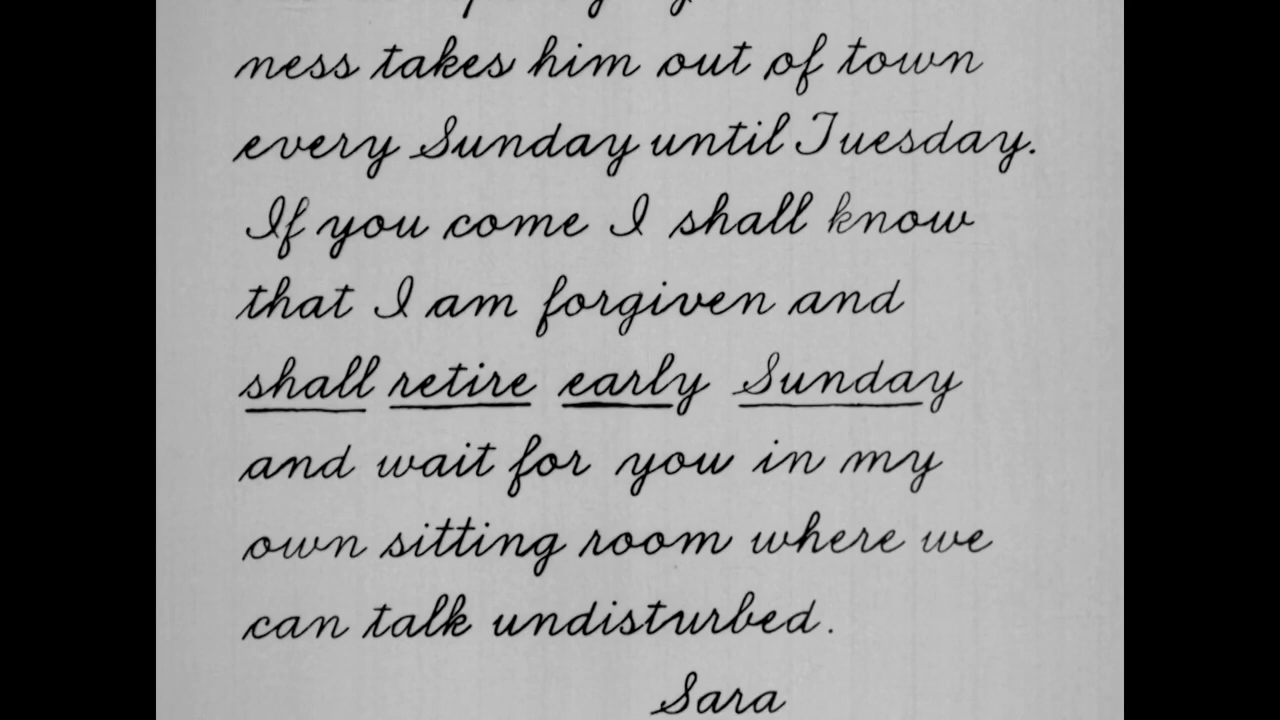 ness takes him out of town
every Sunday until Tuesday.
If you come I shall know
that I am forgiven and
shall retire early Sunday
and wait for you in my
own sitting room where we
can talk undisturbed.
Sara